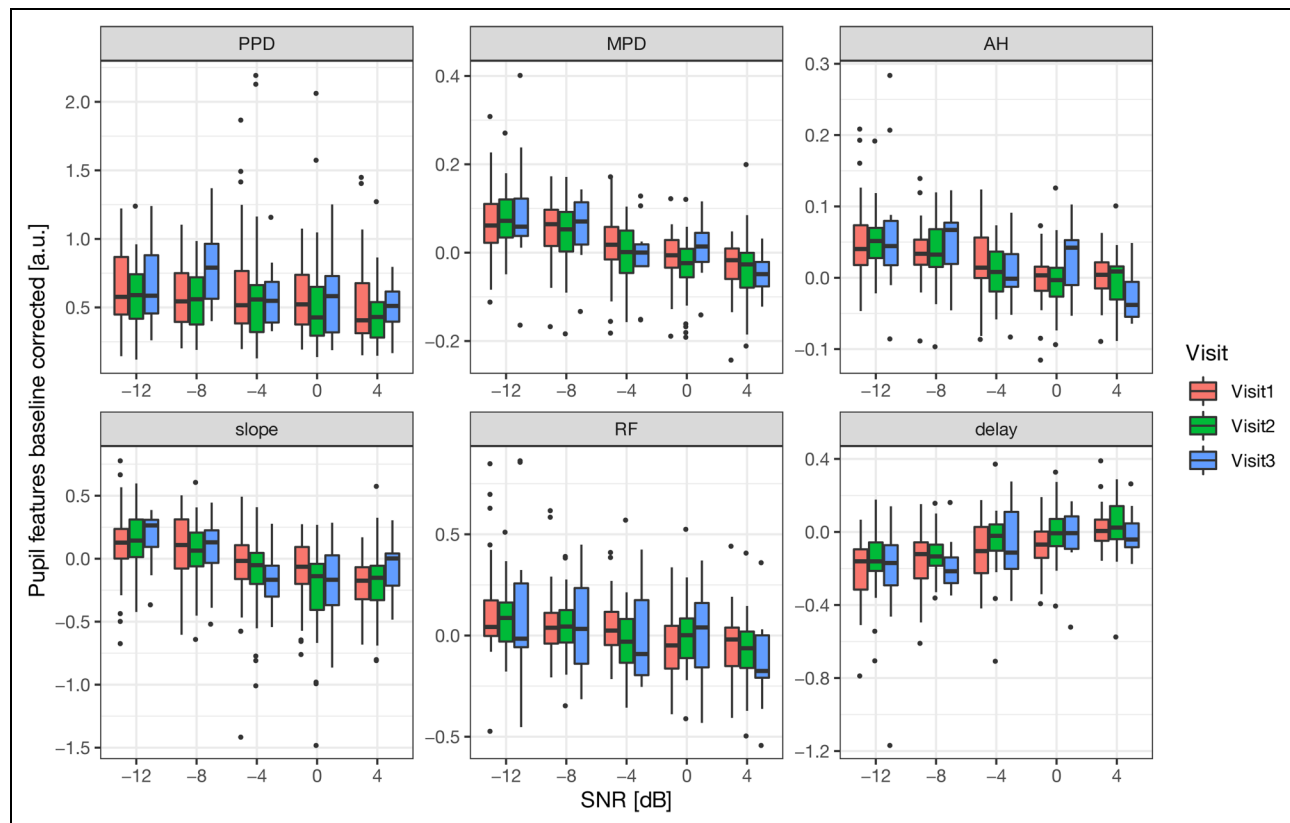 PPD MPD AH
2.0
1.5
1.0
0.5
−12 −8 −4 0 4
0.4
0.2
0.0
−0.2
−12 −8 −4 0 4
0.3
0.2
0.1
0.0
−0.1
−12 −8 −4 0 4
slope RF delay
0.5
0.0
−0.5
−1.0
−1.5
−12 −8 −4 0 4
0.5
0.0
−0.5
−12 −8 −4 0 4
0.4
0.0
−0.4
−0.8
−1.2
−12 −8 −4 0 4
Pupil features baseline corrected [a.u.]
SNR [dB]
Visit
Visit1
Visit2
Visit3